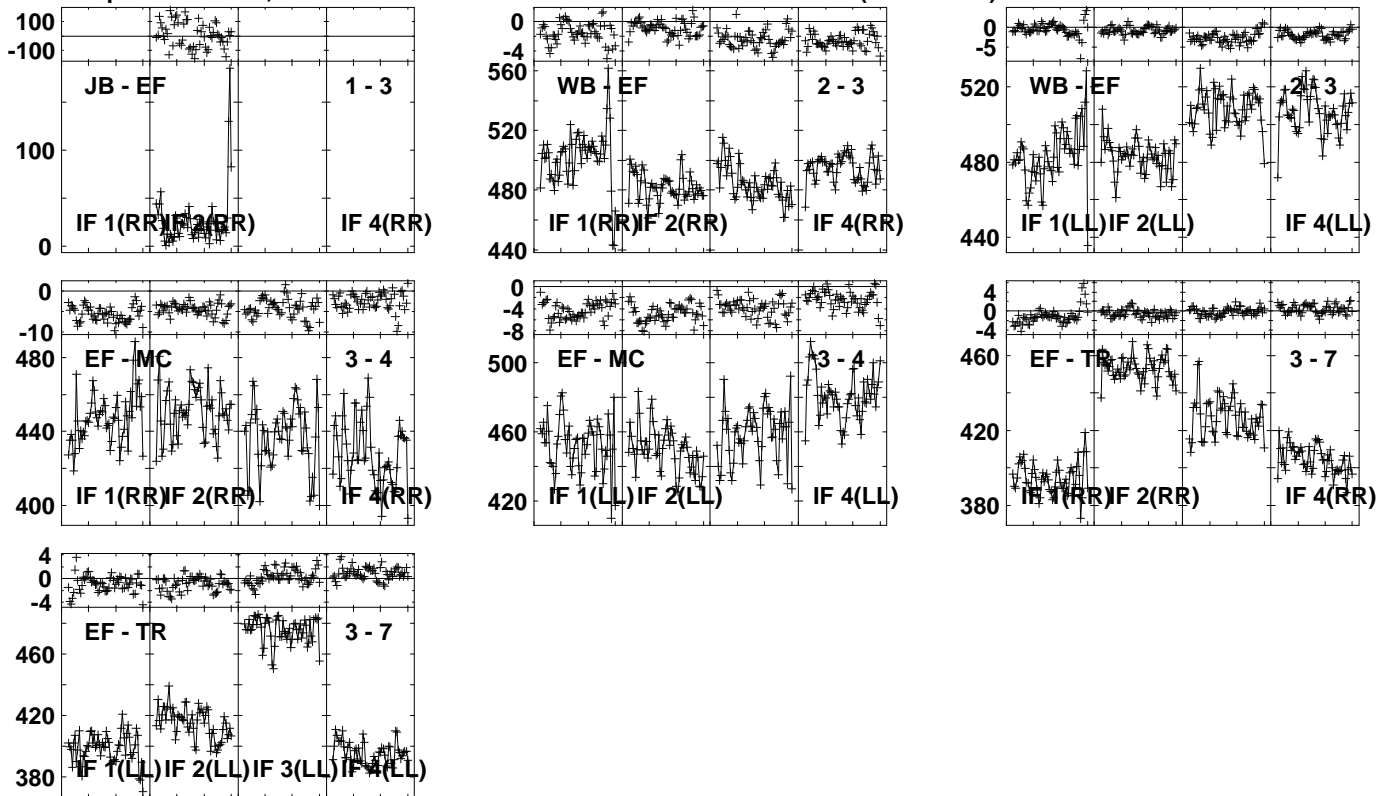 100
-100
JB - EF 1 - 3
100
0
IF 1(RR) IF 2(RR) IF 4(RR)
0
-4
560
WB - EF 2 - 3
520
480
440
IF 1(RR) IF 2(RR) IF 4(RR)
0
-5
520
WB - EF 2 - 3
480
440
IF 1(LL) IF 2(LL) IF 4(LL)
0
-10
480
EF - MC 3 - 4
440
400
IF 1(RR) IF 2(RR) IF 4(RR)
0
-4
-8
500
EF - MC 3 - 4
460
420
IF 1(LL) IF 2(LL) IF 4(LL)
4
0
-4
460
EF - TR 3 - 7
420
380
IF 1(RR) IF 2(RR) IF 4(RR)
4
0
-4
EF - TR 3 - 7
460
420
380
IF 1(LL) IF 2(LL) IF 3(LL) IF 4(LL)